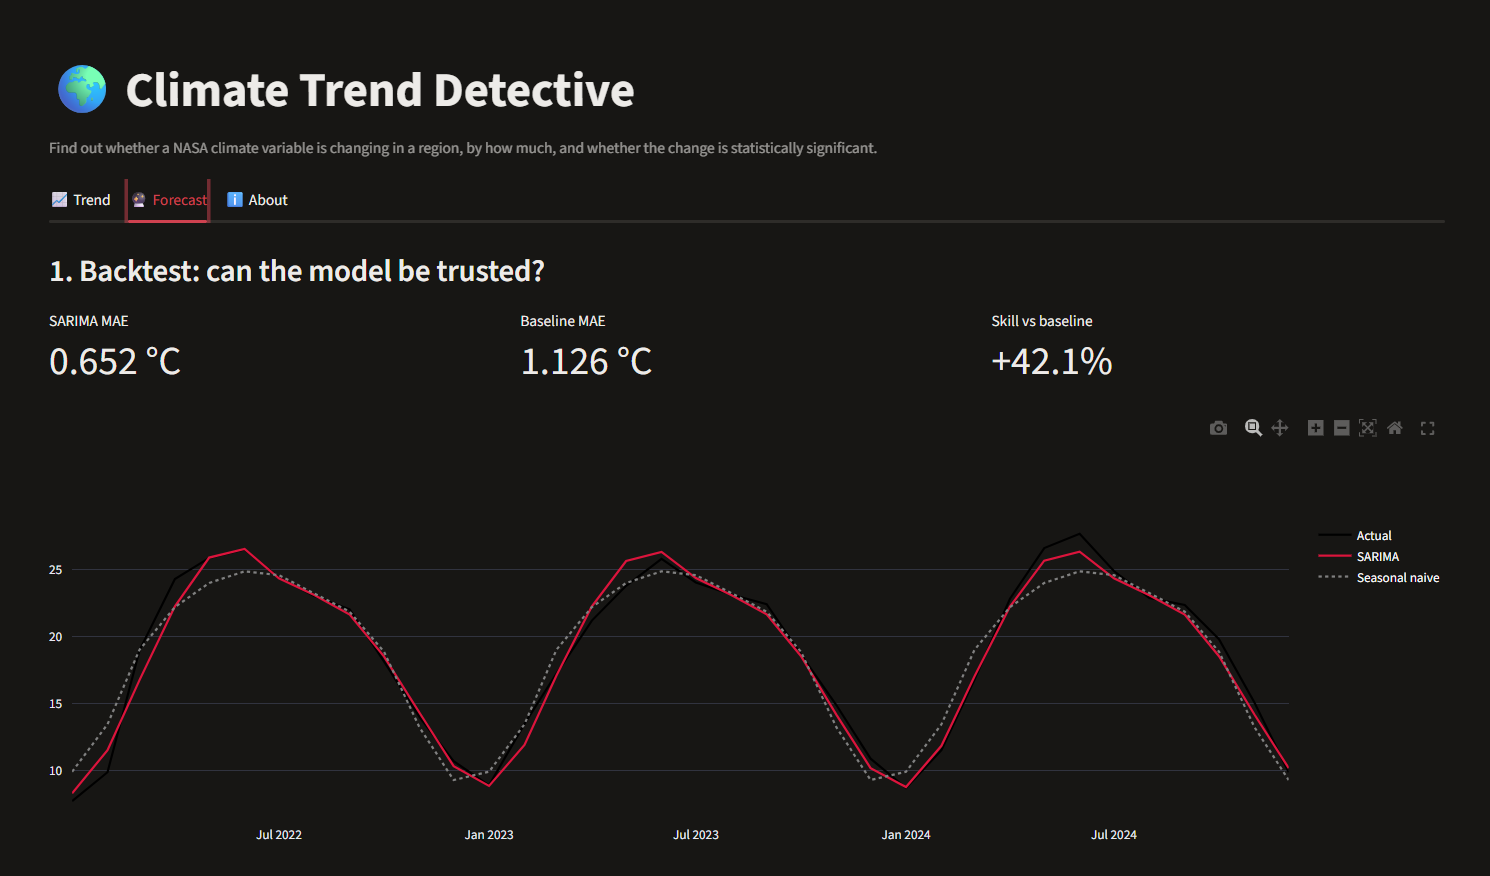 Climate Trend Detective
Find out whether a NASA climate variable is changing in a region, by how much, and whether the change is statistically significant.
Trend Forecast About
1. Backtest: can the model be trusted?
SARIMA MAE Baseline MAE Skill vs baseline
0.652 °C 1.126 °C +42.1%
Actual
SARIMA
Seasonal naive
25
20
15
10
Jul 2022 Jan 2023 Jul 2023 Jan 2024 Jul 2024